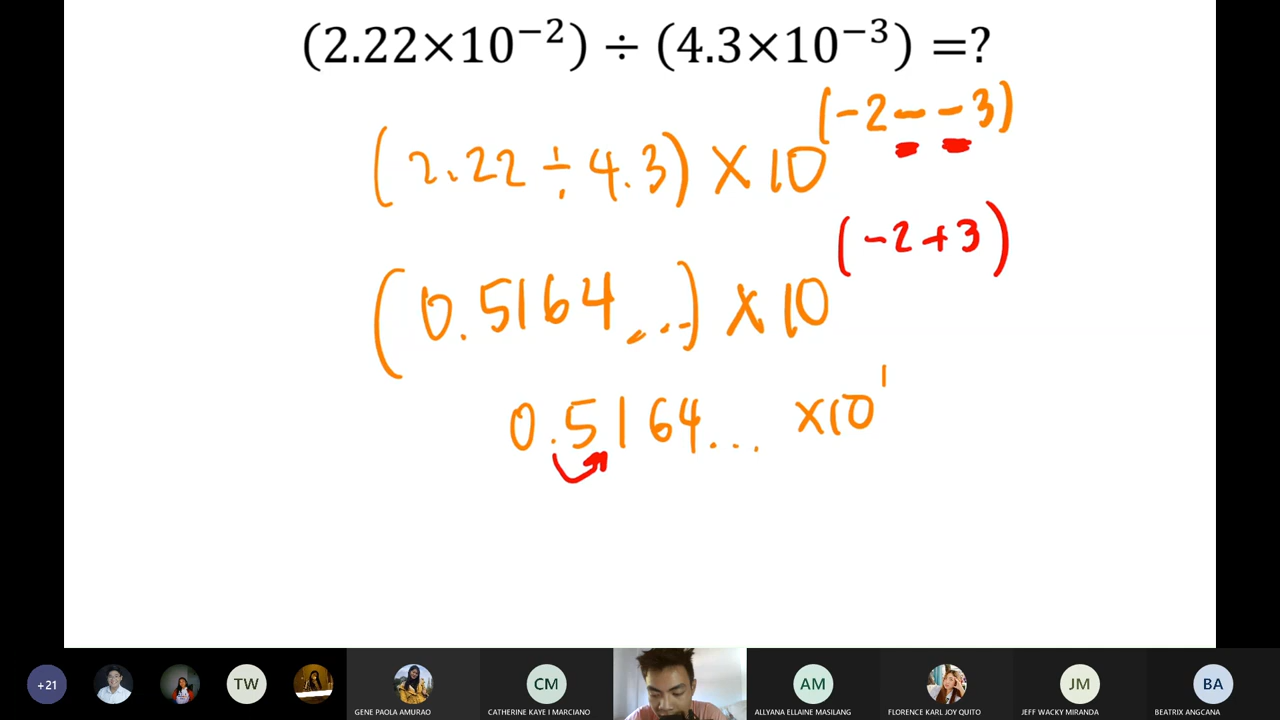 (2.22×10⁻²) ÷ (4.3×10⁻³) =?
(2.22 ÷ 4.3) × 10^(-2 - -3)
(0.5164...) × 10^(-2+3)
0.5164... ×10¹
+21
TW
GENE PAOLA AMURAO
CM
CATHERINE KAYE I MARCIANO
AM
ALLYANA ELLAINE MASILANG
FLORENCE KARL JOY QUITO
JM
JEFF WACKY MIRANDA
BA
BEATRIX ANGCANA